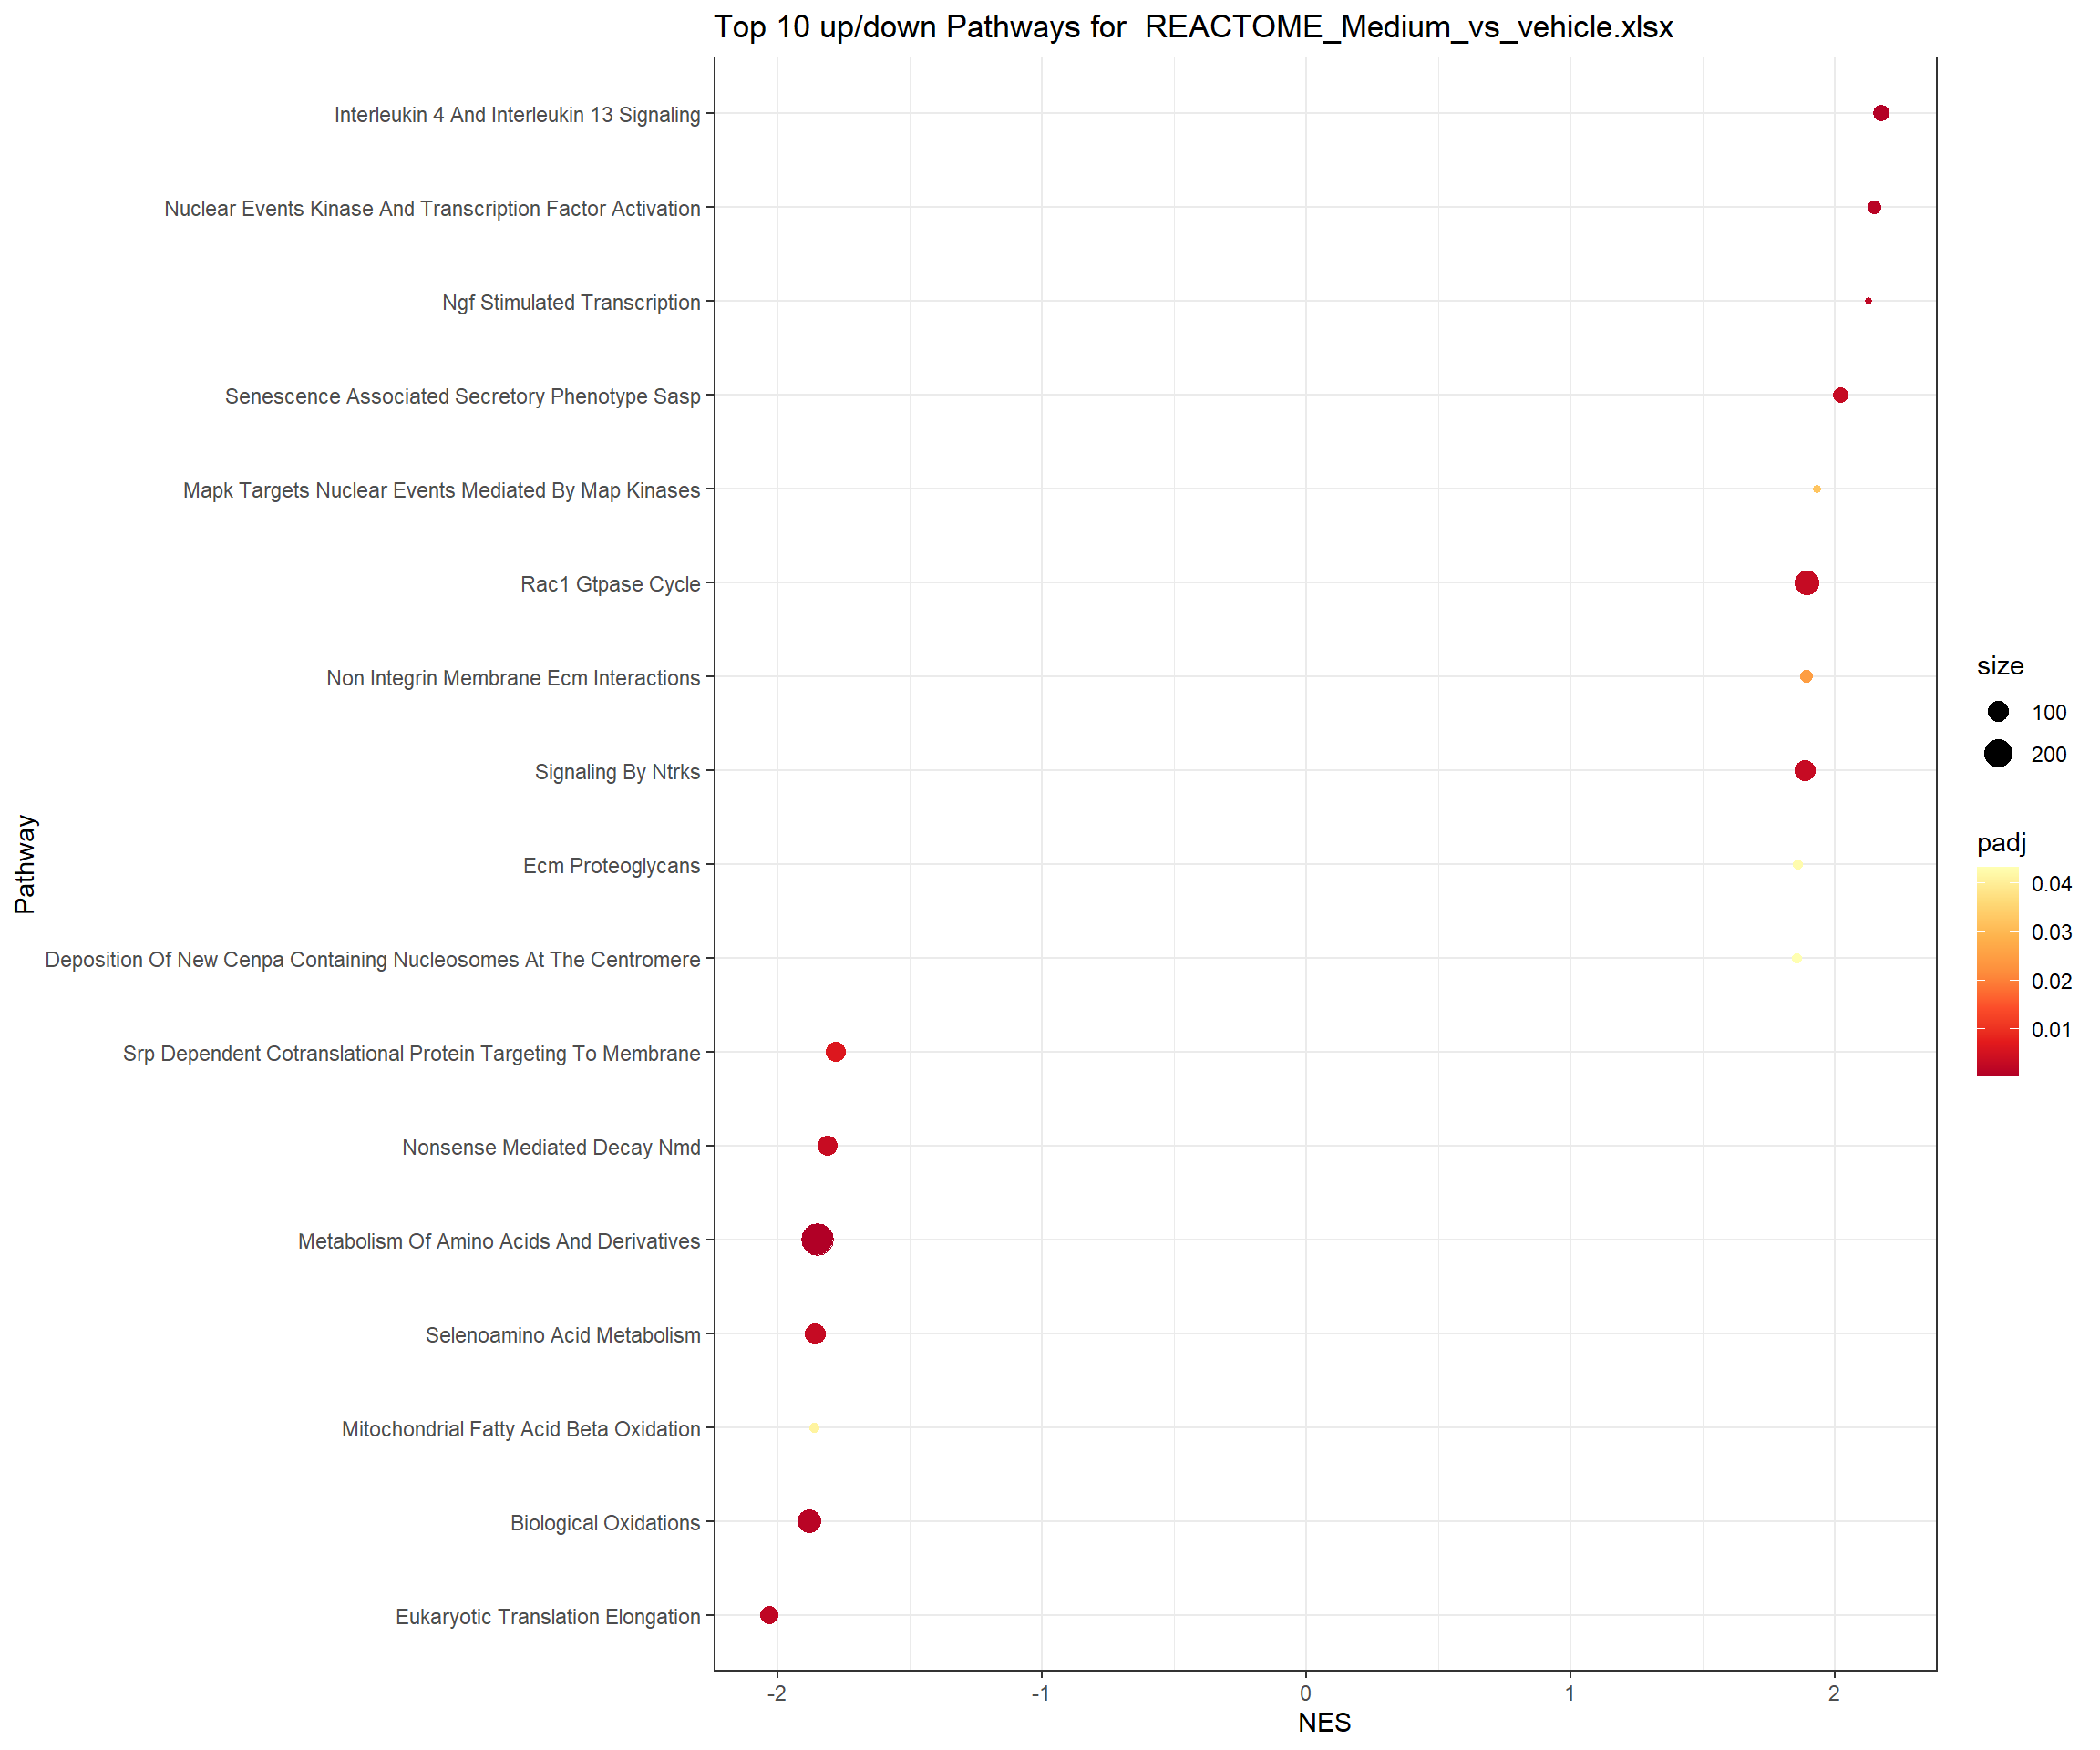 Top 10 up/down Pathways for  REACTOME_Medium_vs_vehicle.xlsx
Pathway
Interleukin 4 And Interleukin 13 Signaling
Nuclear Events Kinase And Transcription Factor Activation
Ngf Stimulated Transcription
Senescence Associated Secretory Phenotype Sasp
Mapk Targets Nuclear Events Mediated By Map Kinases
Rac1 Gtpase Cycle
Non Integrin Membrane Ecm Interactions
Signaling By Ntrks
Ecm Proteoglycans
Deposition Of New Cenpa Containing Nucleosomes At The Centromere
Srp Dependent Cotranslational Protein Targeting To Membrane
Nonsense Mediated Decay Nmd
Metabolism Of Amino Acids And Derivatives
Selenoamino Acid Metabolism
Mitochondrial Fatty Acid Beta Oxidation
Biological Oxidations
Eukaryotic Translation Elongation
-2 -1 0 1 2
NES
size
100
200
padj
0.04
0.03
0.02
0.01